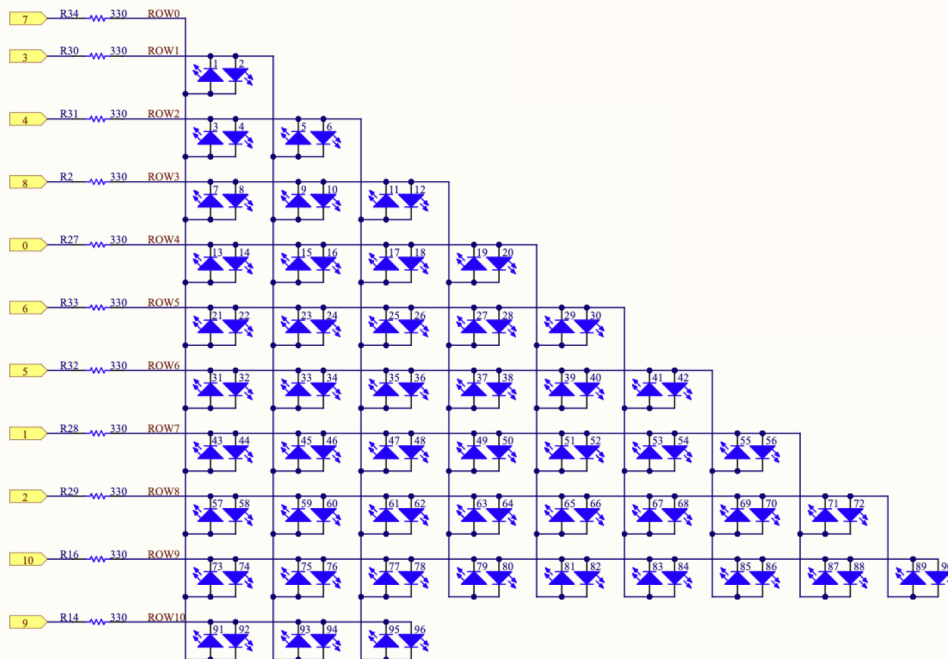 7 R34 330 ROW0
3 R30 330 ROW1
1 2
4 R31 330 ROW2
3 4 5 6
8 R2 330 ROW3
7 8 9 10 11 12
0 R27 330 ROW4
13 14 15 16 17 18 19 20
6 R33 330 ROW5
21 22 23 24 25 26 27 28 29 30
5 R32 330 ROW6
31 32 33 34 35 36 37 38 39 40 41 42
1 R28 330 ROW7
43 44 45 46 47 48 49 50 51 52 53 54 55 56
2 R29 330 ROW8
57 58 59 60 61 62 63 64 65 66 67 68 69 70 71 72
10 R16 330 ROW9
73 74 75 76 77 78 79 80 81 82 83 84 85 86 87 88 89
9 R14 330 ROW10
91 92 93 94 95 96